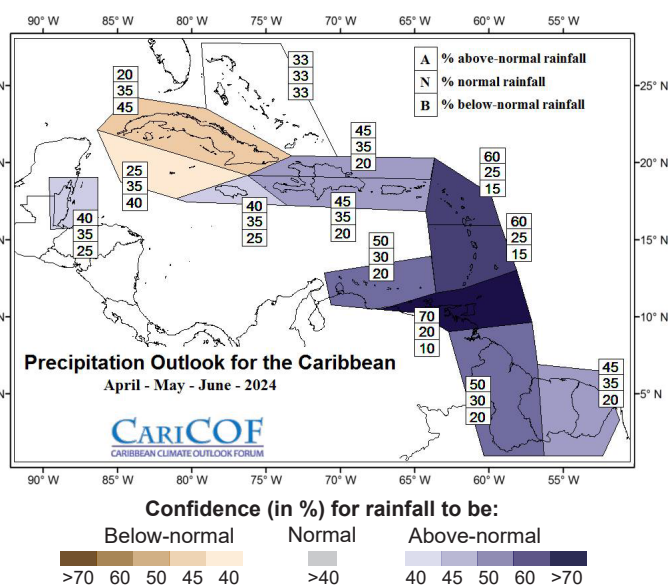 90° W 85° W 80° W 75° W 70° W 65° W 60° W 55° W
A % above-normal rainfall
N % normal rainfall
B % below-normal rainfall
20
35
45
33
33
33
25° N
45
35
20
20° N
60
25
15
25
35
40
40
35
25
45
35
20
40
35
25
60
25
15
15° N
50
30
20
10° N
70
20
10
Precipitation Outlook for the Caribbean
April - May - June - 2024
50
30
20
45
35
20
5° N
CARICOF
CARIBBEAN CLIMATE OUTLOOK FORUM
90° W 85° W 80° W 75° W 70° W 65° W 60° W 55° W
Confidence (in %) for rainfall to be:
Below-normal Normal Above-normal
>70 60 50 45 40 >40 40 45 50 60 >70